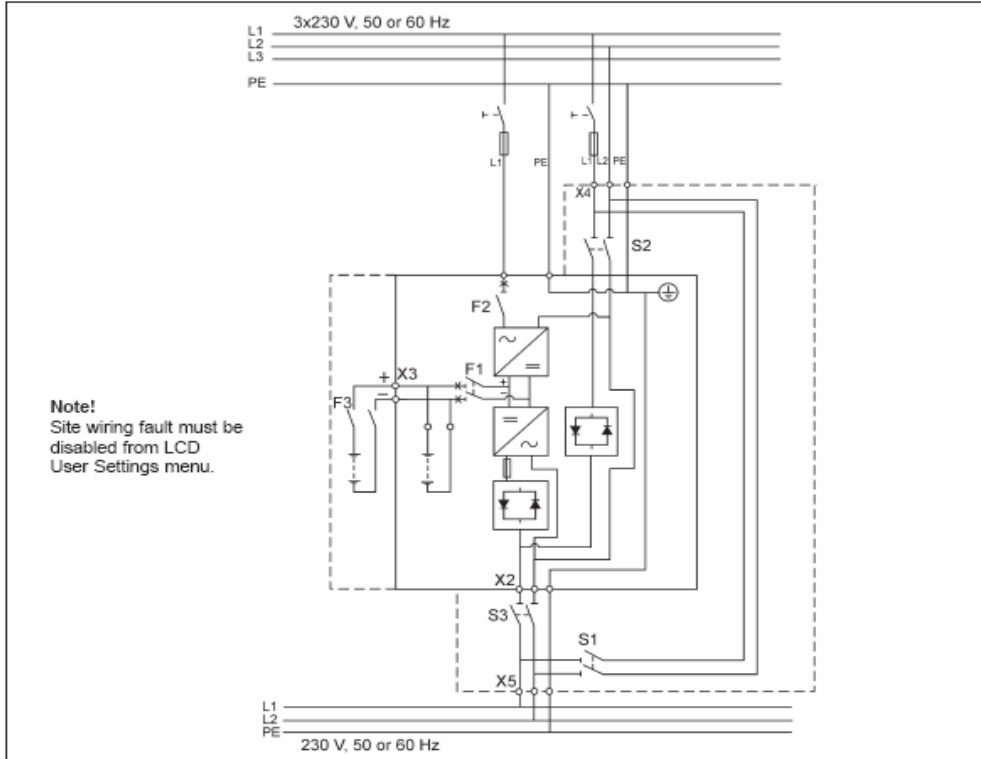 3x230 V, 50 or 60 Hz
L1
L2
L3
PE
L1
PE
L1 L2 PE
X4
S2
F2
X3
F1
+
−
+
−
F3
Note!
Site wiring fault must be
disabled from LCD
User Settings menu.
X2
S3
S1
X5
L1
L2
PE
230 V, 50 or 60 Hz